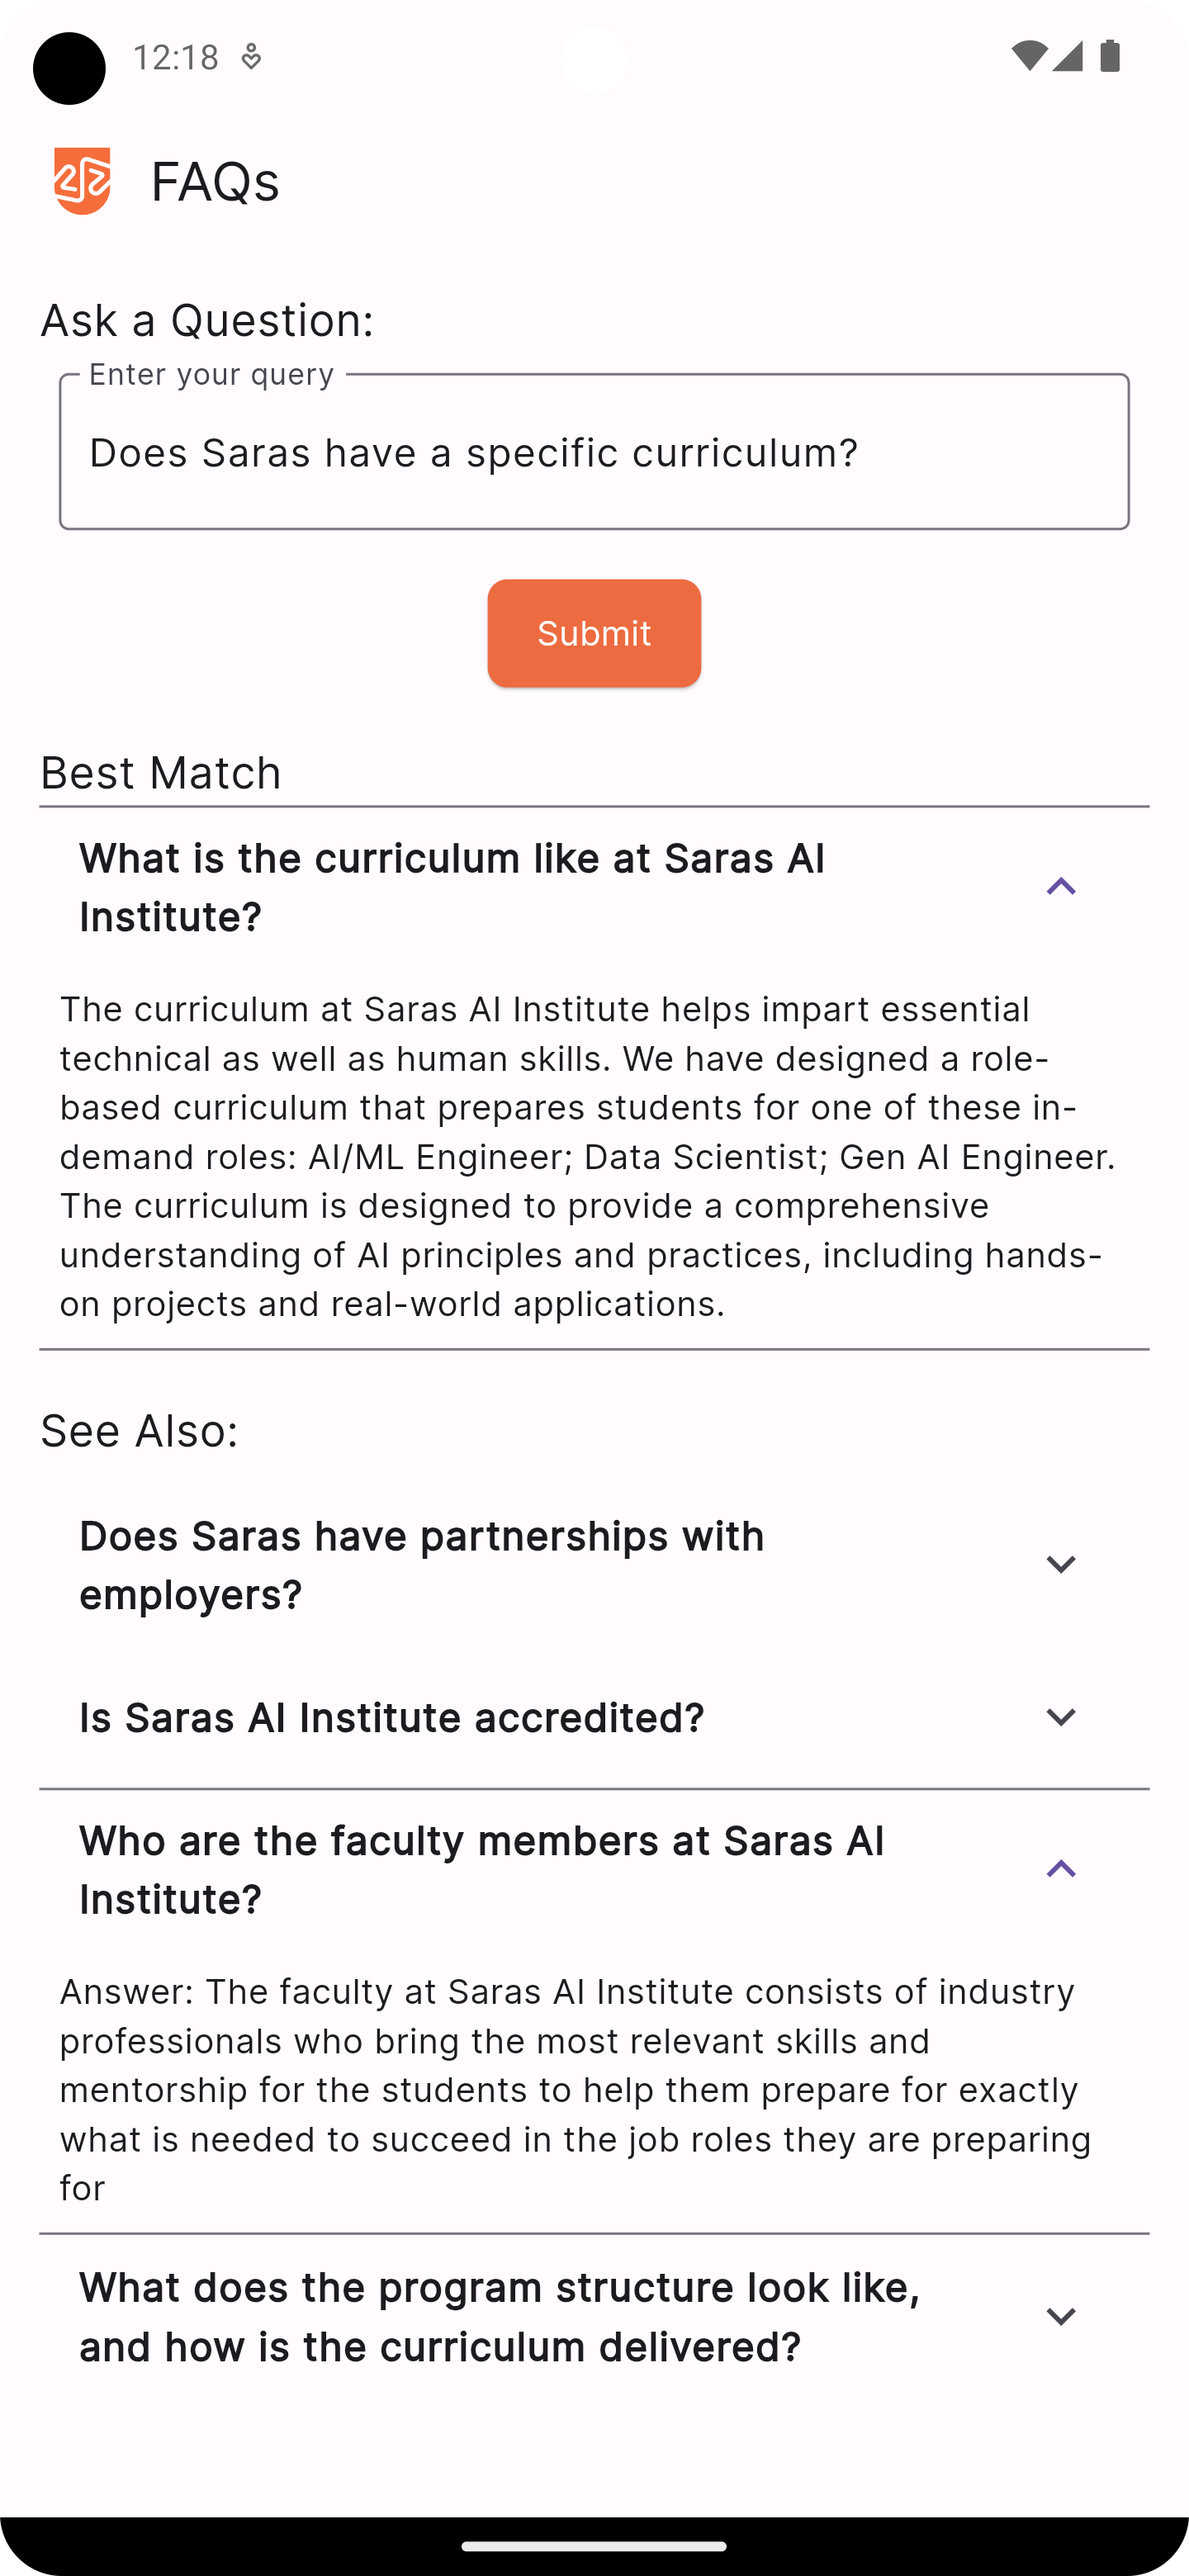 12:18
FAQs
Ask a Question:
Enter your query
Does Saras have a specific curriculum?
Submit
Best Match
What is the curriculum like at Saras AI
Institute?
The curriculum at Saras AI Institute helps impart essential
technical as well as human skills. We have designed a role-
based curriculum that prepares students for one of these in-
demand roles: AI/ML Engineer; Data Scientist; Gen AI Engineer.
The curriculum is designed to provide a comprehensive
understanding of AI principles and practices, including hands-
on projects and real-world applications.
See Also:
Does Saras have partnerships with
employers?
Is Saras AI Institute accredited?
Who are the faculty members at Saras AI
Institute?
Answer: The faculty at Saras AI Institute consists of industry
professionals who bring the most relevant skills and
mentorship for the students to help them prepare for exactly
what is needed to succeed in the job roles they are preparing
for
What does the program structure look like,
and how is the curriculum delivered?